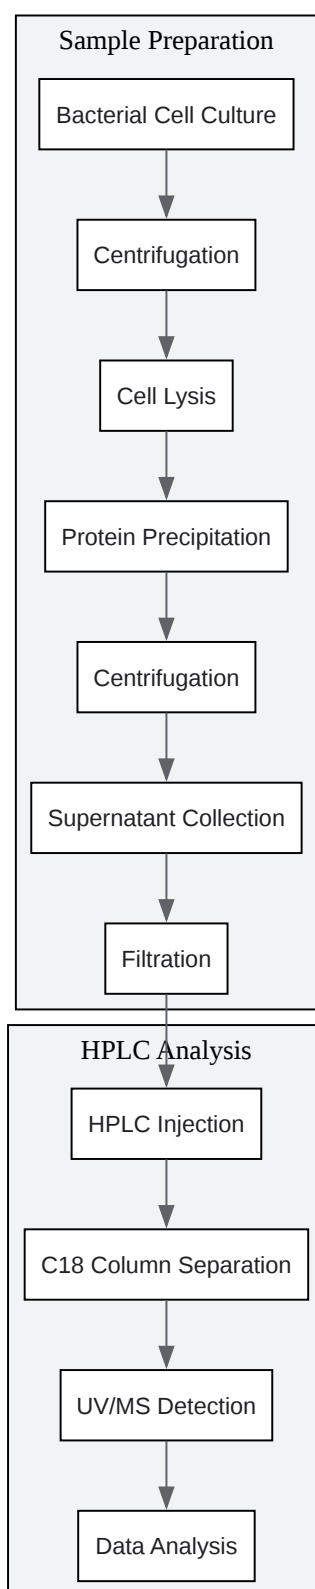 Sample Preparation
Bacterial Cell Culture
Centrifugation
Cell Lysis
Protein Precipitation
Centrifugation
Supernatant Collection
Filtration
HPLC Analysis
HPLC Injection
C18 Column Separation
UV/MS Detection
Data Analysis